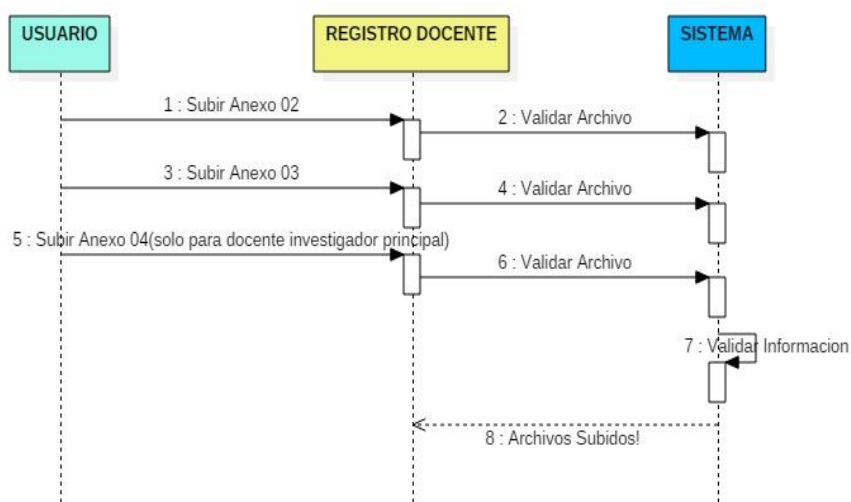 USUARIO
REGISTRO DOCENTE
SISTEMA
1 : Subir Anexo 02
2 : Validar Archivo
3 : Subir Anexo 03
4 : Validar Archivo
5 : Subir Anexo 04(solo para docente investigador principal)
6 : Validar Archivo
7 : Validar Informacion
8 : Archivos Subidos!